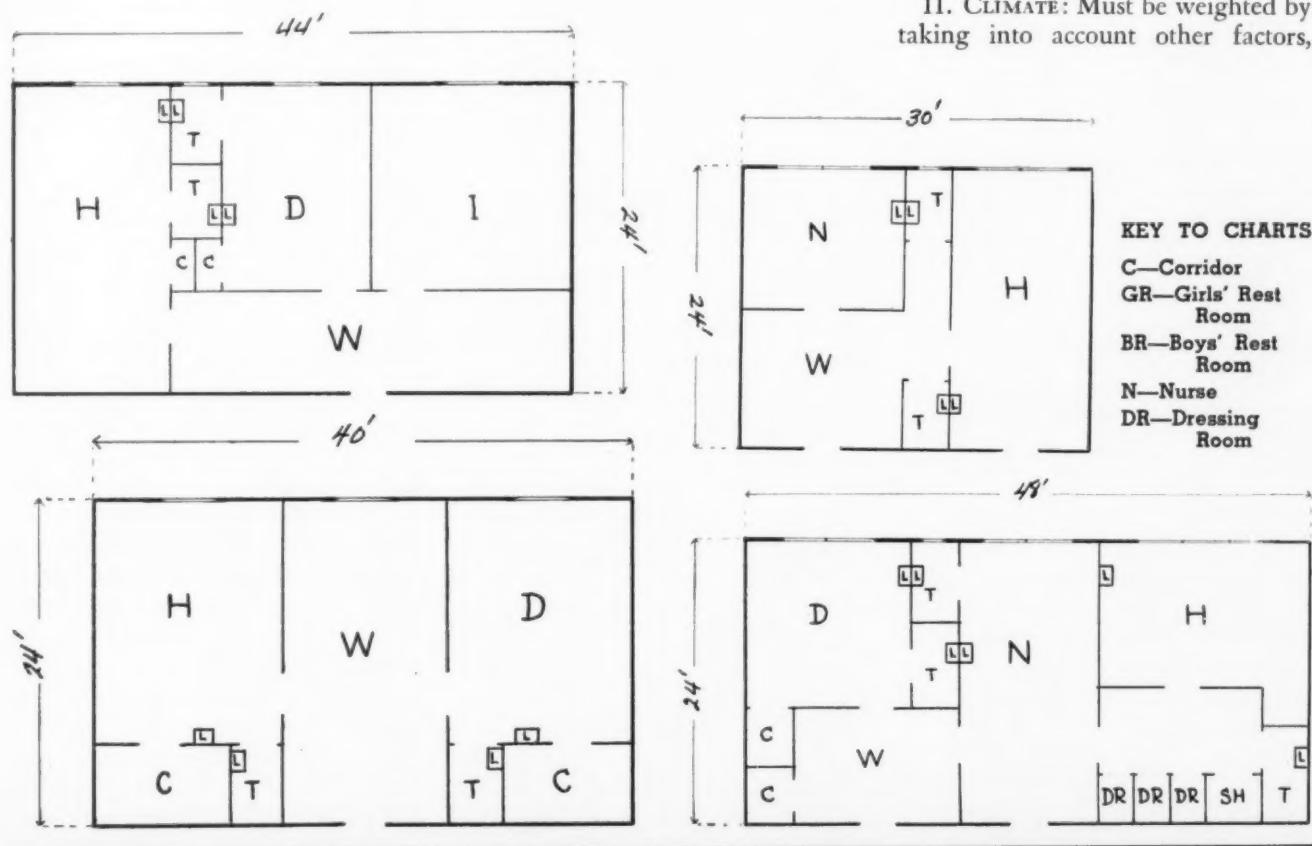 II. CLIMATE: Must be weighted by
taking into account other factors,
44'
24'
H
LL
T
T
LL
C C
D
I
W
30'
24'
N
LL
T
H
W
T
LL
KEY TO CHARTS
C—Corridor
GR—Girls' Rest
Room
BR—Boys' Rest
Room
N—Nurse
DR—Dressing
Room
40'
24'
H
W
D
L
L
C
L
T
T
L
C
48'
24'
D
LL
T
LL
T
N
L
H
C
C
W
L
DR DR DR SH T